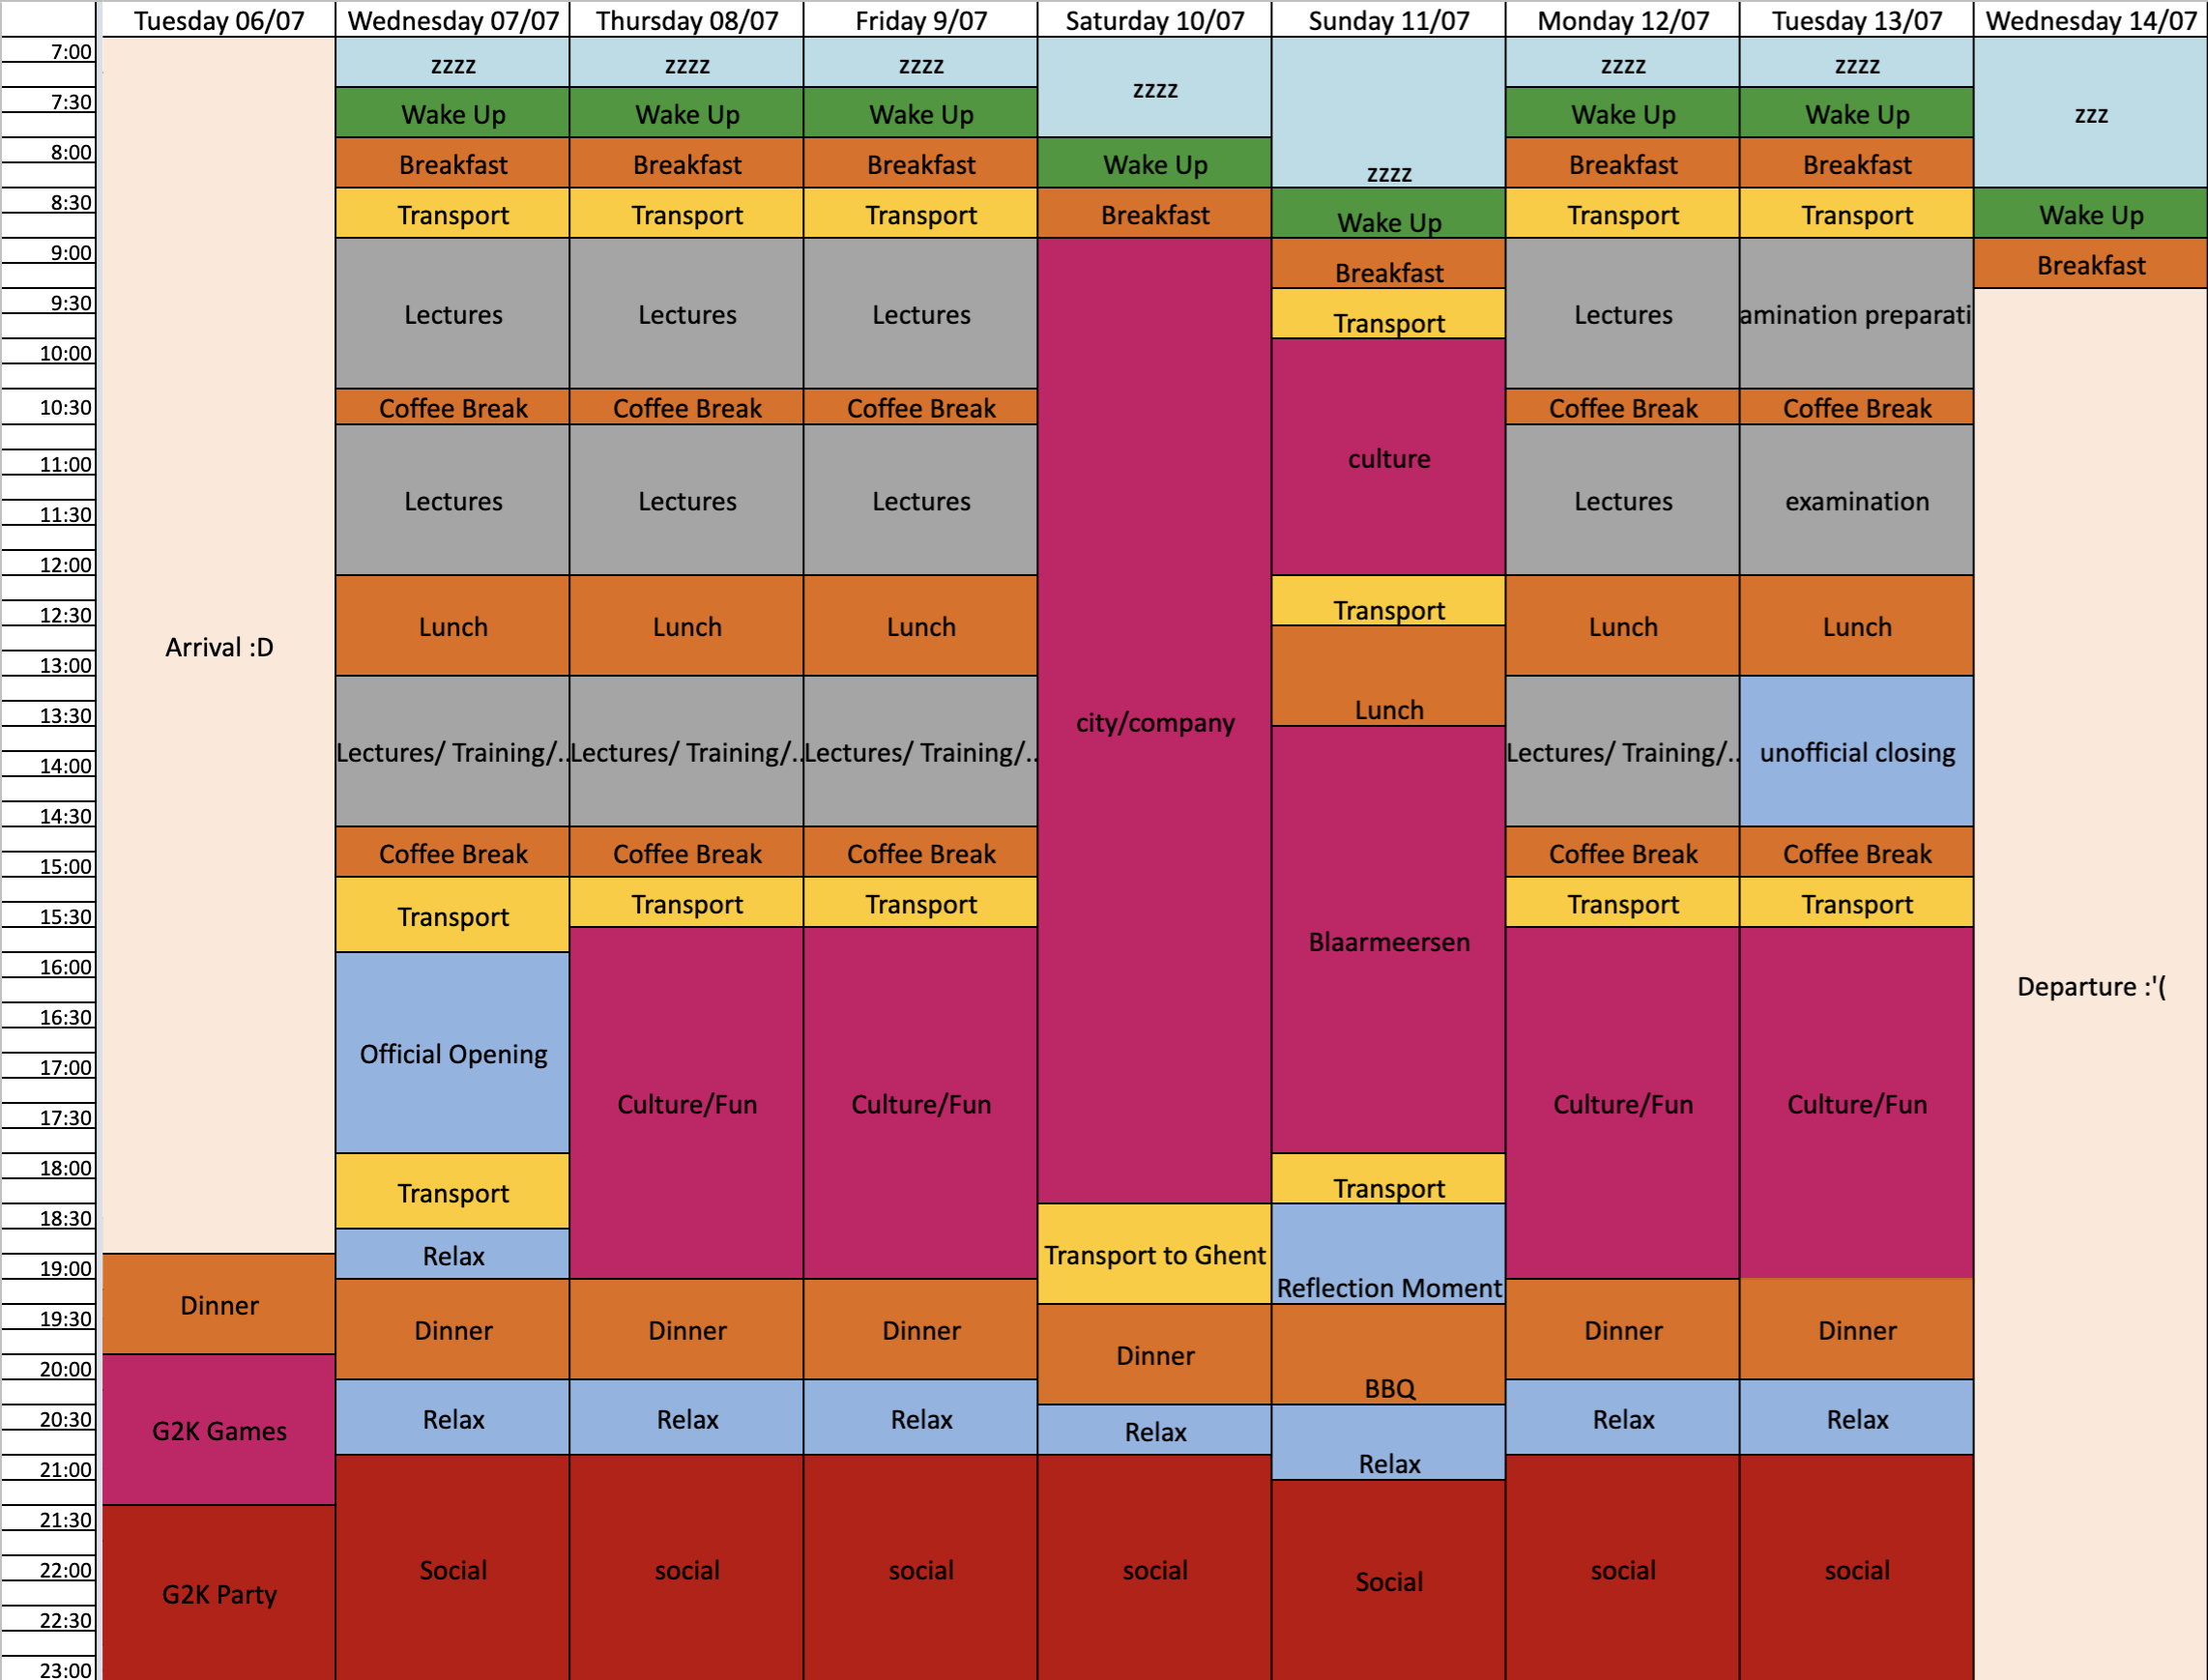 Tuesday 06/07 Wednesday 07/07 Thursday 08/07 Friday 9/07 Saturday 10/07 Sunday 11/07 Monday 12/07 Tuesday 13/07 Wednesday 14/07
7:00 zzzz zzzz zzzz zzzz zzzz
zzzz
7:30 Wake Up Wake Up Wake Up Wake Up Wake Up zzz
8:00 Breakfast Breakfast Breakfast Wake Up zzzz Breakfast Breakfast
8:30 Transport Transport Transport Breakfast Wake Up Transport Transport Wake Up
9:00 Breakfast Breakfast
9:30 Lectures Lectures Lectures Transport Lectures amination preparati
10:00
10:30 Coffee Break Coffee Break Coffee Break Coffee Break Coffee Break
11:00 culture
11:30 Lectures Lectures Lectures Lectures examination
12:00
12:30 Lunch Lunch Lunch Transport Lunch Lunch
Arrival :D
13:00
13:30 city/company Lunch
14:00 Lectures/ Training/.. Lectures/ Training/.. Lectures/ Training/.. Lectures/ Training/.. unofficial closing
14:30
15:00 Coffee Break Coffee Break Coffee Break Coffee Break Coffee Break
15:30 Transport Transport Transport Transport Transport
Blaarmeersen
16:00 Departure :'(
16:30
17:00 Official Opening
17:30 Culture/Fun Culture/Fun Culture/Fun Culture/Fun
18:00 Transport Transport
18:30
19:00 Relax Transport to Ghent Reflection Moment
Dinner
19:30 Dinner Dinner Dinner Dinner Dinner
20:00 Dinner BBQ
20:30 G2K Games Relax Relax Relax Relax Relax Relax
21:00 Relax
21:30
22:00 Social social social social Social social social
G2K Party
22:30
23:00